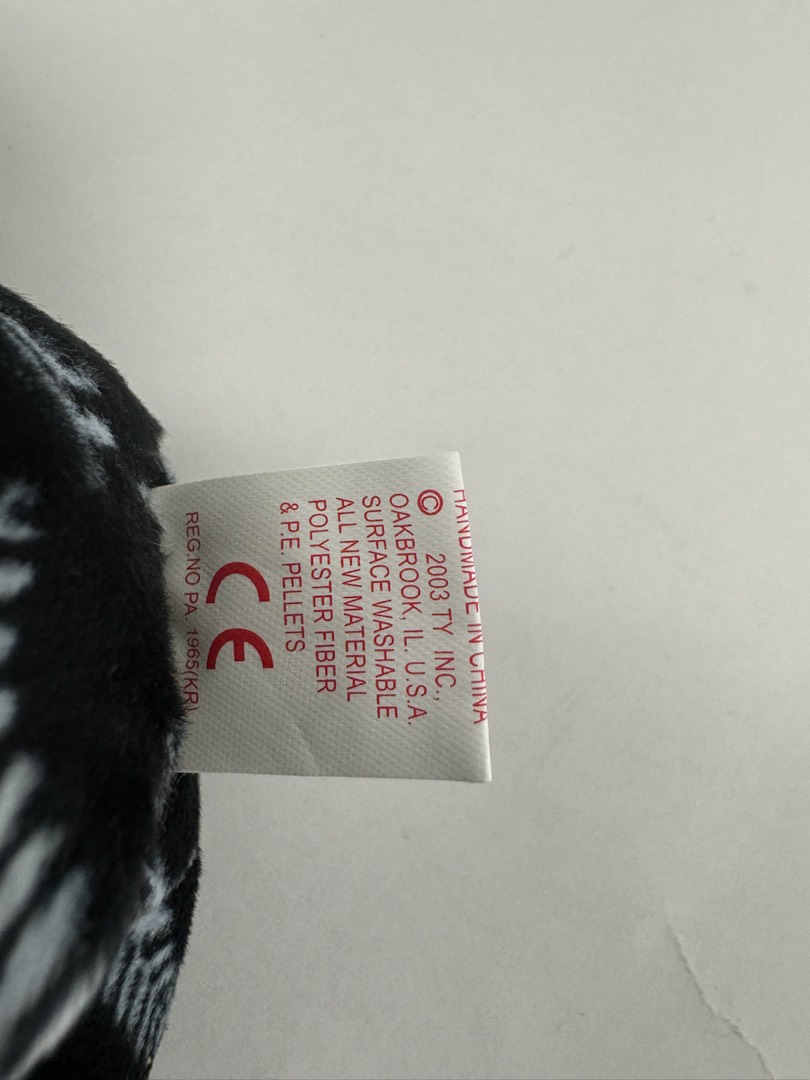 HANDMADE IN CHINA
© 2003 TY INC.,
OAKBROOK, IL. U.S.A.
SURFACE WASHABLE
ALL NEW MATERIAL
POLYESTER FIBER
& P.E. PELLETS
CE
REG.NO PA. 1965(KR)